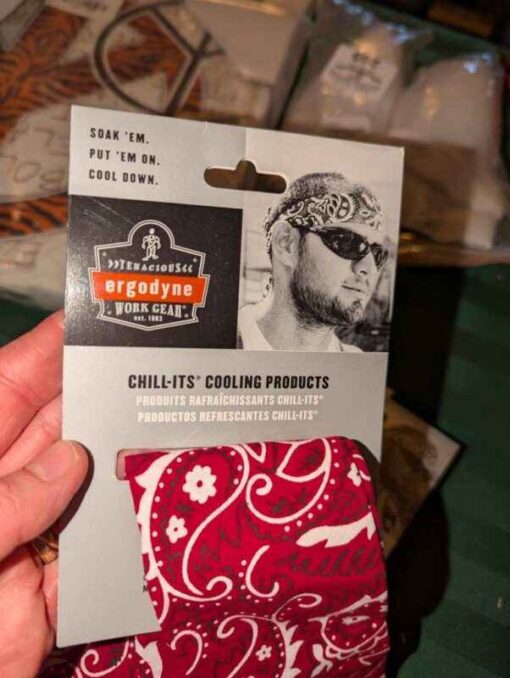 SOAK 'EM.
PUT 'EM ON.
COOL DOWN.
TENACIOUS
ergodyne
WORK GEAR
est. 1983
CHILL-ITS® COOLING PRODUCTS
PRODUITS RAFRAÎCHISSANTS CHILL-ITS®
PRODUCTOS REFRESCANTES CHILL-ITS®